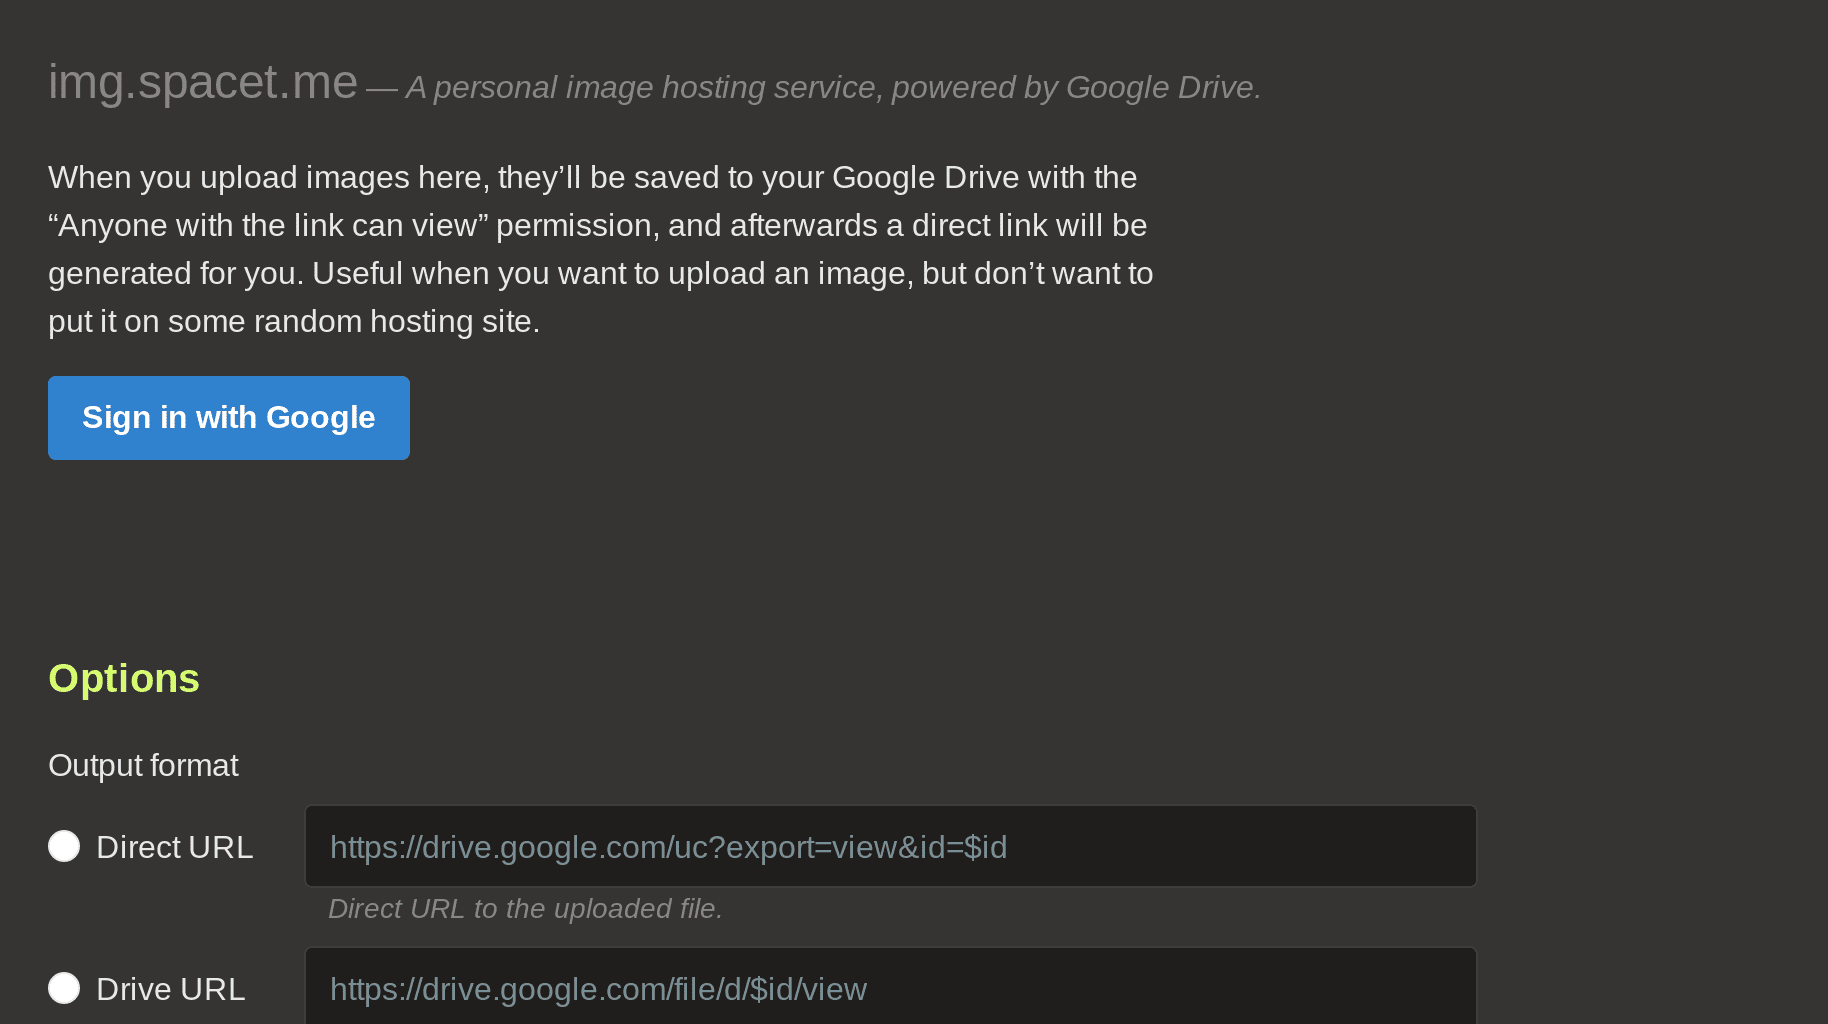 img.spacet.me — A personal image hosting service, powered by Google Drive.
When you upload images here, they’ll be saved to your Google Drive with the
“Anyone with the link can view” permission, and afterwards a direct link will be
generated for you. Useful when you want to upload an image, but don’t want to
put it on some random hosting site.
Sign in with Google
Options
Output format
Direct URL
https://drive.google.com/uc?export=view&id=$id
Direct URL to the uploaded file.
Drive URL
https://drive.google.com/file/d/$id/view